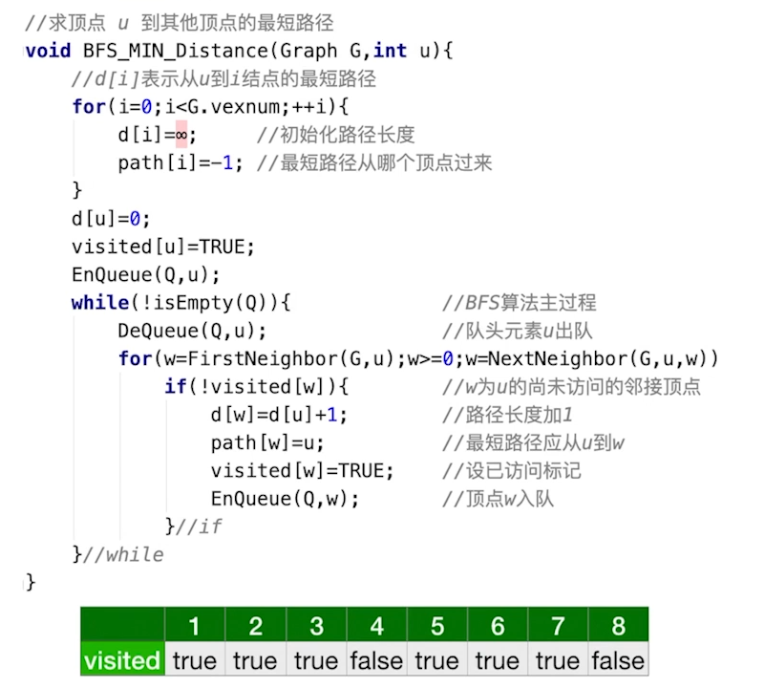 //求顶点 u 到其他顶点的最短路径
void BFS_MIN_Distance(Graph G,int u){
//d[i]表示从u到i结点的最短路径
for(i=0;i<G.vexnum;++i){
d[i]=∞; //初始化路径长度
path[i]=-1; //最短路径从哪个顶点过来
}
d[u]=0;
visited[u]=TRUE;
EnQueue(Q,u);
while(!isEmpty(Q)){ //BFS算法主过程
DeQueue(Q,u); //队头元素u出队
for(w=FirstNeighbor(G,u);w>=0;w=NextNeighbor(G,u,w))
if(!visited[w]){ //w为u的尚未访问的邻接顶点
d[w]=d[u]+1; //路径长度加1
path[w]=u; //最短路径应从u到w
visited[w]=TRUE; //设已访问标记
EnQueue(Q,w); //顶点w入队
}//if
}//while
}
1 2 3 4 5 6 7 8
visited true true true false true true true false